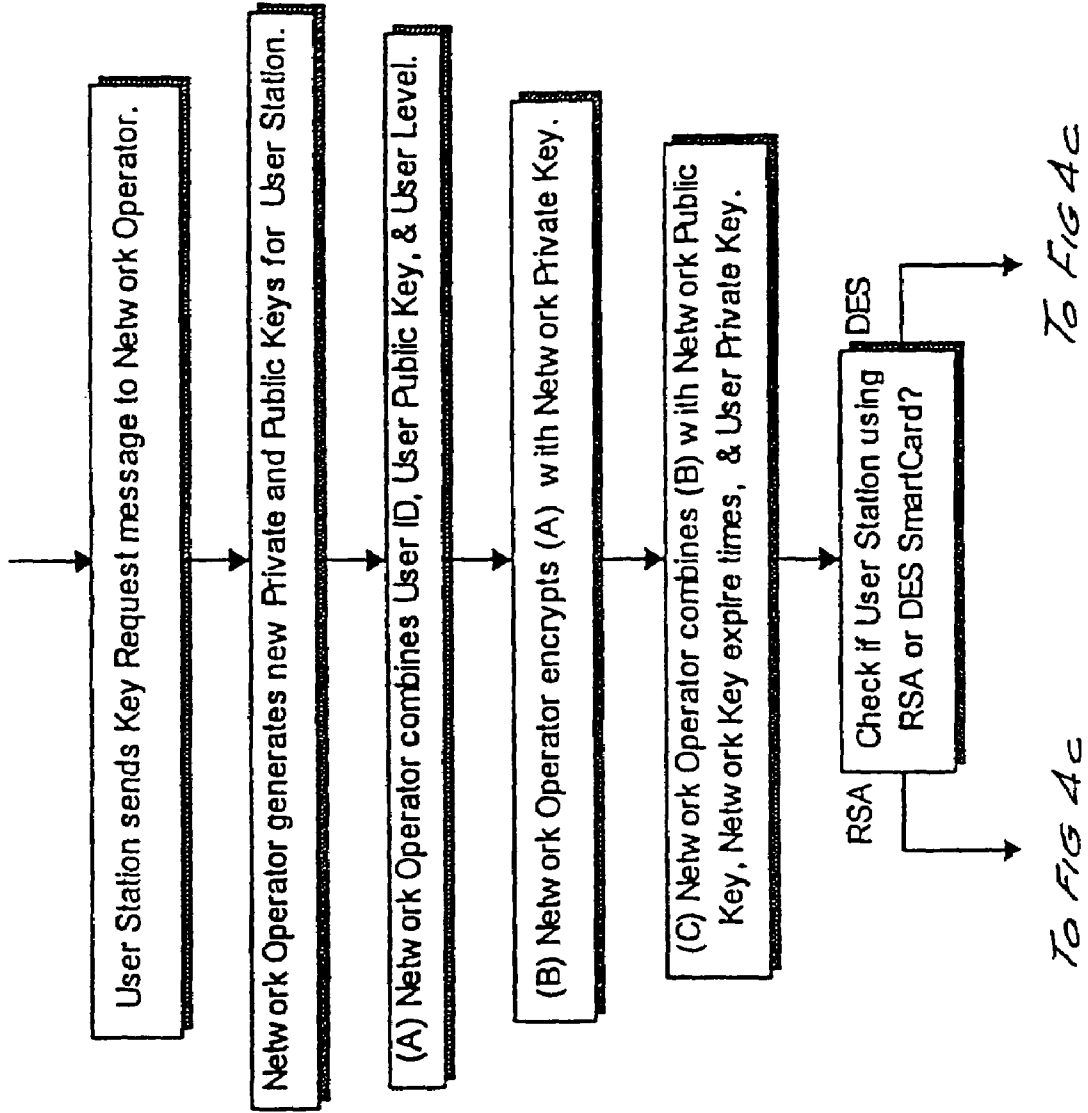 User Station sends Key Request message to Network Operator.
Network Operator generates new Private and Public Keys for User Station.
(A) Network Operator combines User ID, User Public Key, & User Level.
(B) Network Operator encrypts (A) with Network Private Key.
(C) Network Operator combines (B) with Network Public
Key, Network Key expire times, & User Private Key.
RSA
Check if User Station using
RSA or DES SmartCard?
DES
To FIG 4c
To FIG 4c